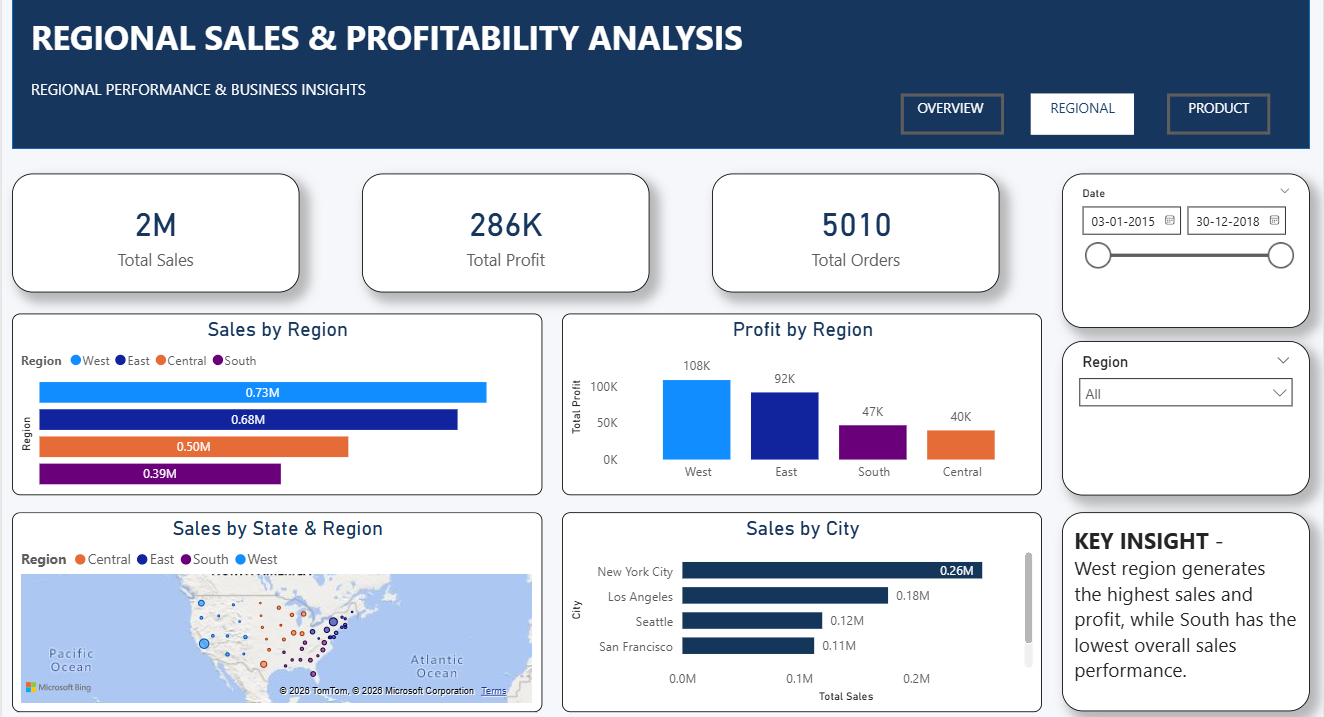 REGIONAL SALES & PROFITABILITY ANALYSIS
REGIONAL PERFORMANCE & BUSINESS INSIGHTS
OVERVIEW
REGIONAL
PRODUCT
2M
Total Sales
286K
Total Profit
5010
Total Orders
Date
03-01-2015
30-12-2018
Sales by Region
Region West East Central South
Region
0.73M
0.68M
0.50M
0.39M
Profit by Region
Total Profit
100K
50K
0K
108K
92K
47K
40K
West
East
South
Central
Region
All
Sales by State & Region
Region Central East South West
NORTH AMERICA
Pacific
Ocean
Atlantic
Ocean
Microsoft Bing
© 2026 TomTom, © 2026 Microsoft Corporation Terms
Sales by City
City
New York City 0.26M
Los Angeles 0.18M
Seattle 0.12M
San Francisco 0.11M
0.0M 0.1M 0.2M
Total Sales
KEY INSIGHT -
West region generates
the highest sales and
profit, while South has the
lowest overall sales
performance.